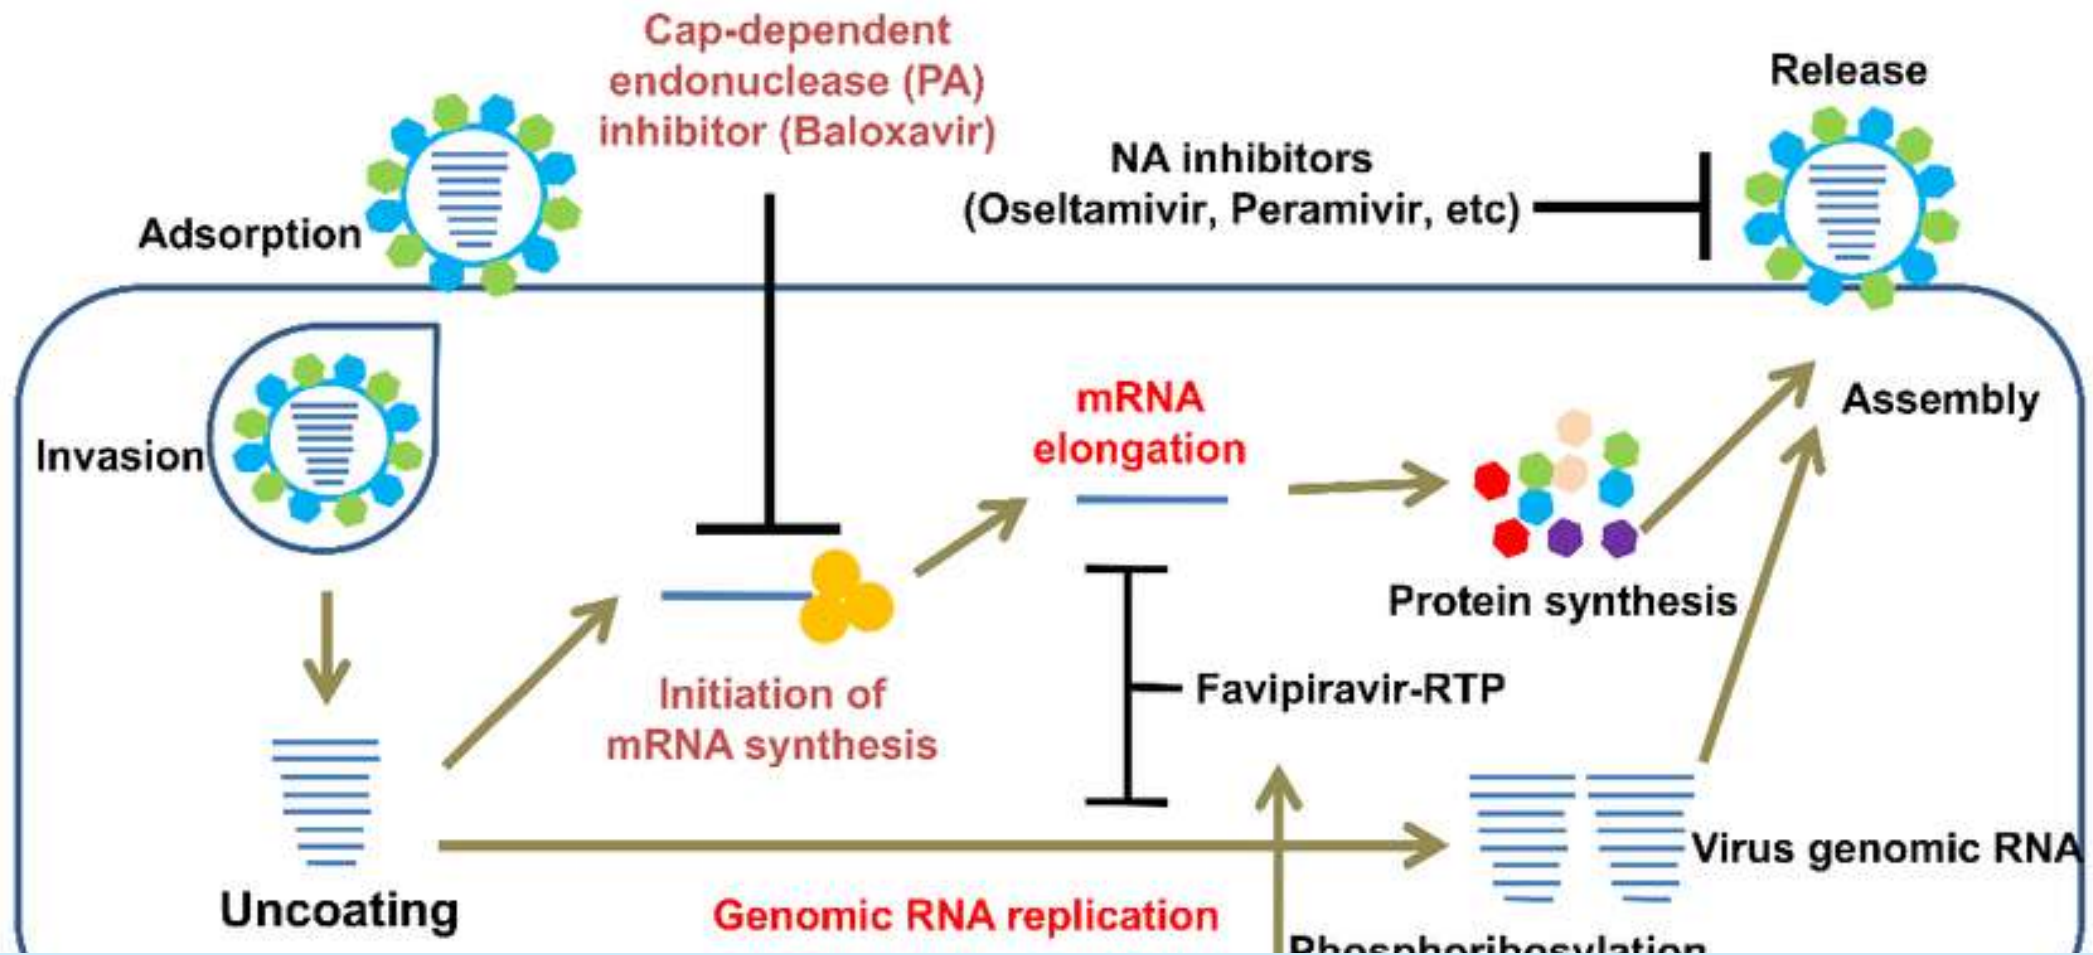 Cap-dependent
endonuclease (PA)
inhibitor (Baloxavir)
Release
NA inhibitors
(Oseltamivir, Peramivir, etc)
Adsorption
mRNA
elongation
Assembly
Invasion
Protein synthesis
Initiation of
mRNA synthesis
Favipiravir-RTP
Virus genomic RNA
Uncoating
Genomic RNA replication
Phosphoribosylation